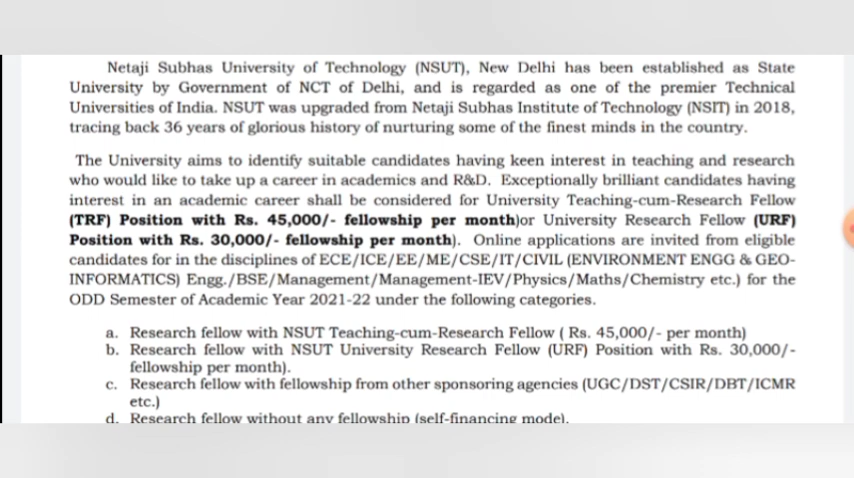 Netaji Subhas University of Technology (NSUT), New Delhi has been established as State
University by Government of NCT of Delhi, and is regarded as one of the premier Technical
Universities of India. NSUT was upgraded from Netaji Subhas Institute of Technology (NSIT) in 2018,
tracing back 36 years of glorious history of nurturing some of the finest minds in the country.
The University aims to identify suitable candidates having keen interest in teaching and research
who would like to take up a career in academics and R&D. Exceptionally brilliant candidates having
interest in an academic career shall be considered for University Teaching-cum-Research Fellow
(TRF) Position with Rs. 45,000/- fellowship per month)or University Research Fellow (URF)
Position with Rs. 30,000/- fellowship per month). Online applications are invited from eligible
candidates for in the disciplines of ECE/ICE/EE/ME/CSE/IT/CIVIL (ENVIRONMENT ENGG & GEO-
INFORMATICS) Engg./BSE/Management/Management-IEV/Physics/Maths/Chemistry etc.) for the
ODD Semester of Academic Year 2021-22 under the following categories.
a. Research fellow with NSUT Teaching-cum-Research Fellow ( Rs. 45,000/- per month)
b. Research fellow with NSUT University Research Fellow (URF) Position with Rs. 30,000/-
fellowship per month).
c. Research fellow with fellowship from other sponsoring agencies (UGC/DST/CSIR/DBT/ICMR
etc.)
d. Research fellow without any fellowship (self-financing mode).